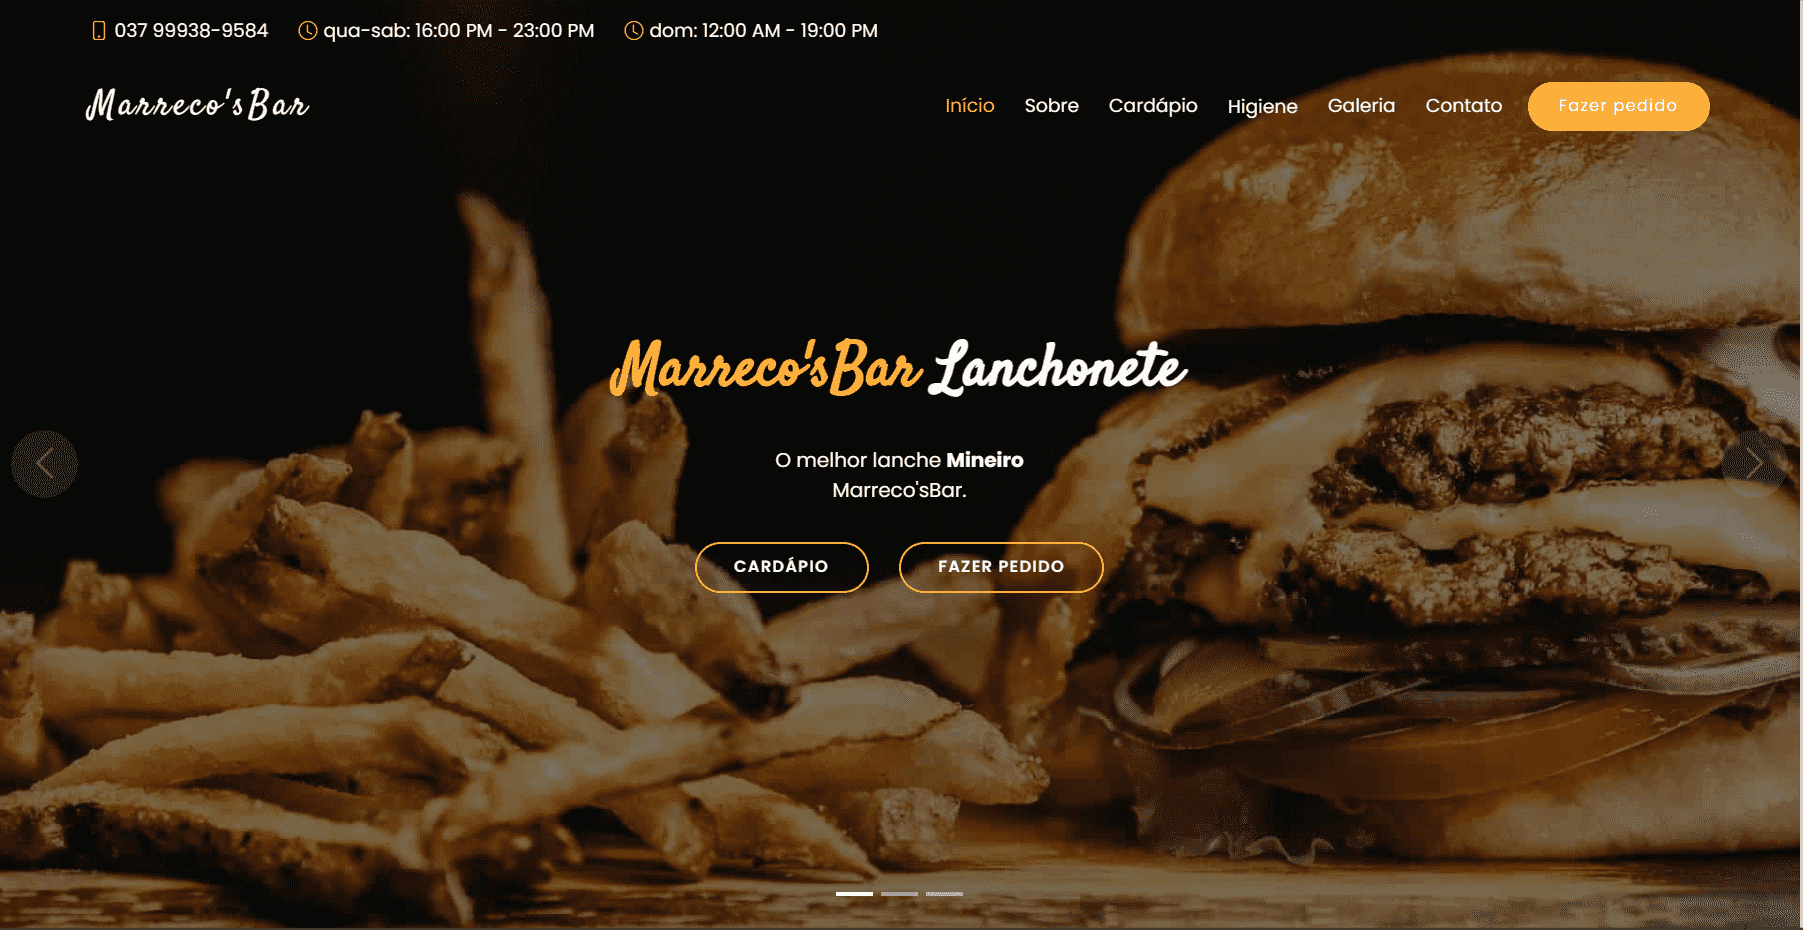 037 99938-9584 qua-sab: 16:00 PM - 23:00 PM dom: 12:00 AM - 19:00 PM
Marreco'sBar Início Sobre Cardápio Higiene Galeria Contato Fazer pedido
Marreco'sBar Lanchonete
O melhor lanche Mineiro
Marreco'sBar.
CARDÁPIO FAZER PEDIDO